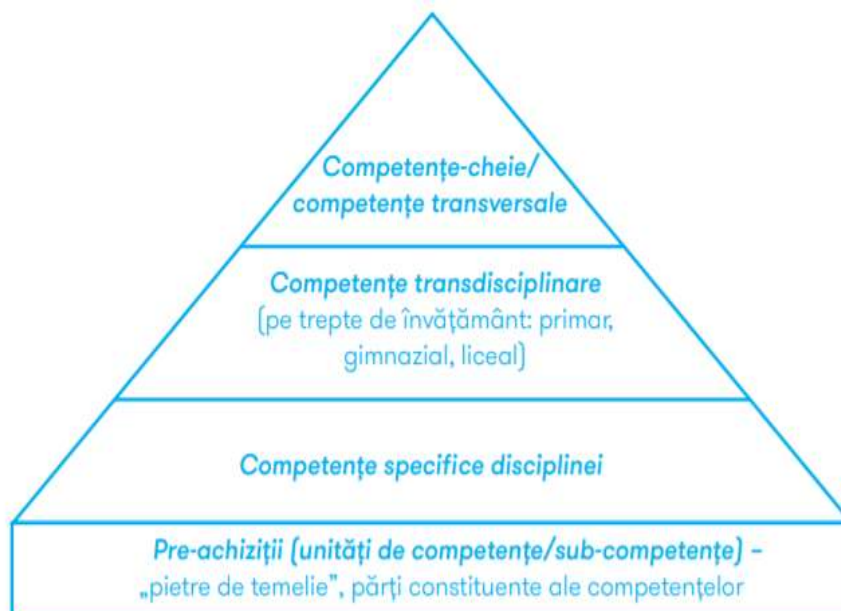 Competențe-cheie/
competențe transversale
Competențe transdisciplinare
(pe trepte de învățământ: primar,
gimnazial, liceal)
Competențe specifice disciplinei
Pre-achiziții (unități de competențe/sub-competențe) –
„pietre de temelie”, părți constituente ale competențelor